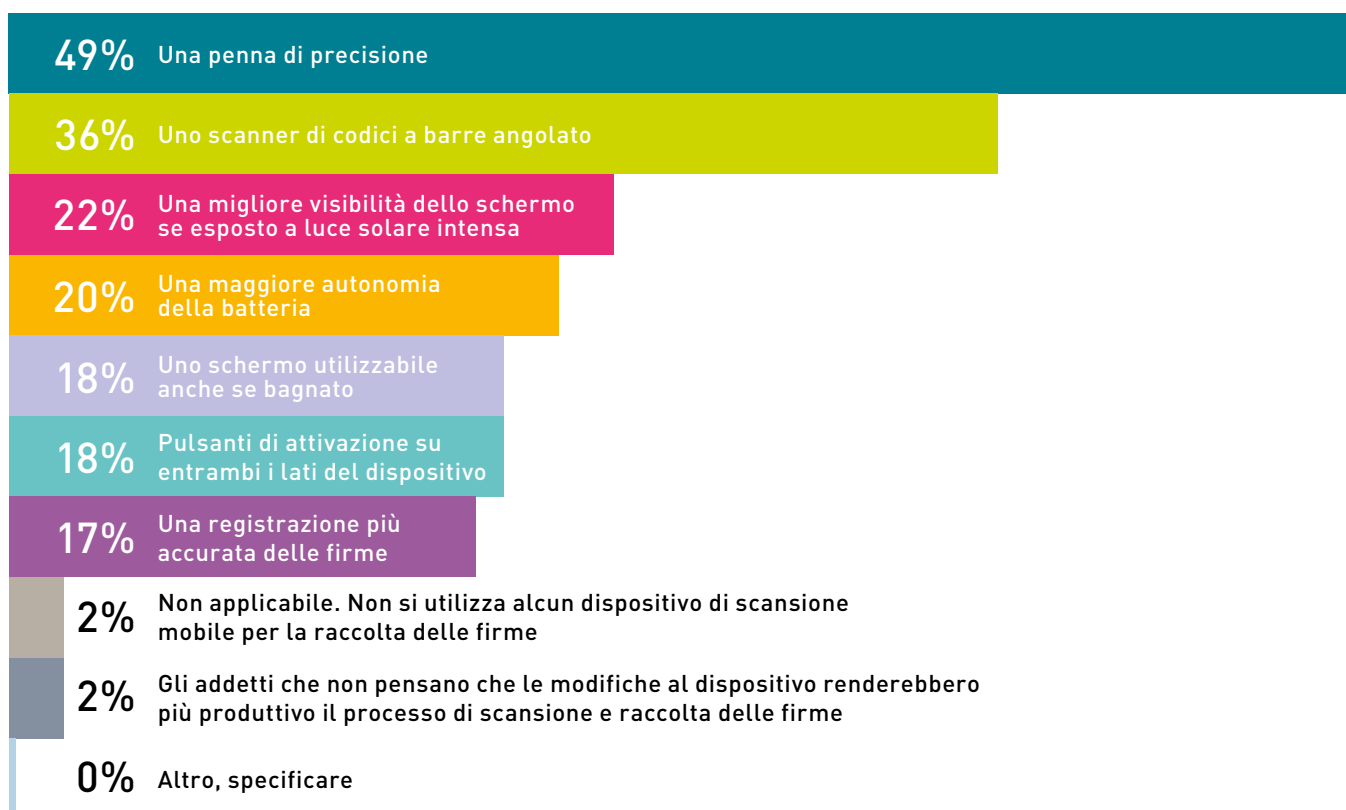 49% Una penna di precisione
36% Uno scanner di codici a barre angolato
22% Una migliore visibilità dello schermo
se esposto a luce solare intensa
20% Una maggiore autonomia
della batteria
18% Uno schermo utilizzabile
anche se bagnato
18% Pulsanti di attivazione su
entrambi i lati del dispositivo
17% Una registrazione più
accurata delle firme
2% Non applicabile. Non si utilizza alcun dispositivo di scansione
mobile per la raccolta delle firme
2% Gli addetti che non pensano che le modifiche al dispositivo renderebbero
più produttivo il processo di scansione e raccolta delle firme
0% Altro, specificare